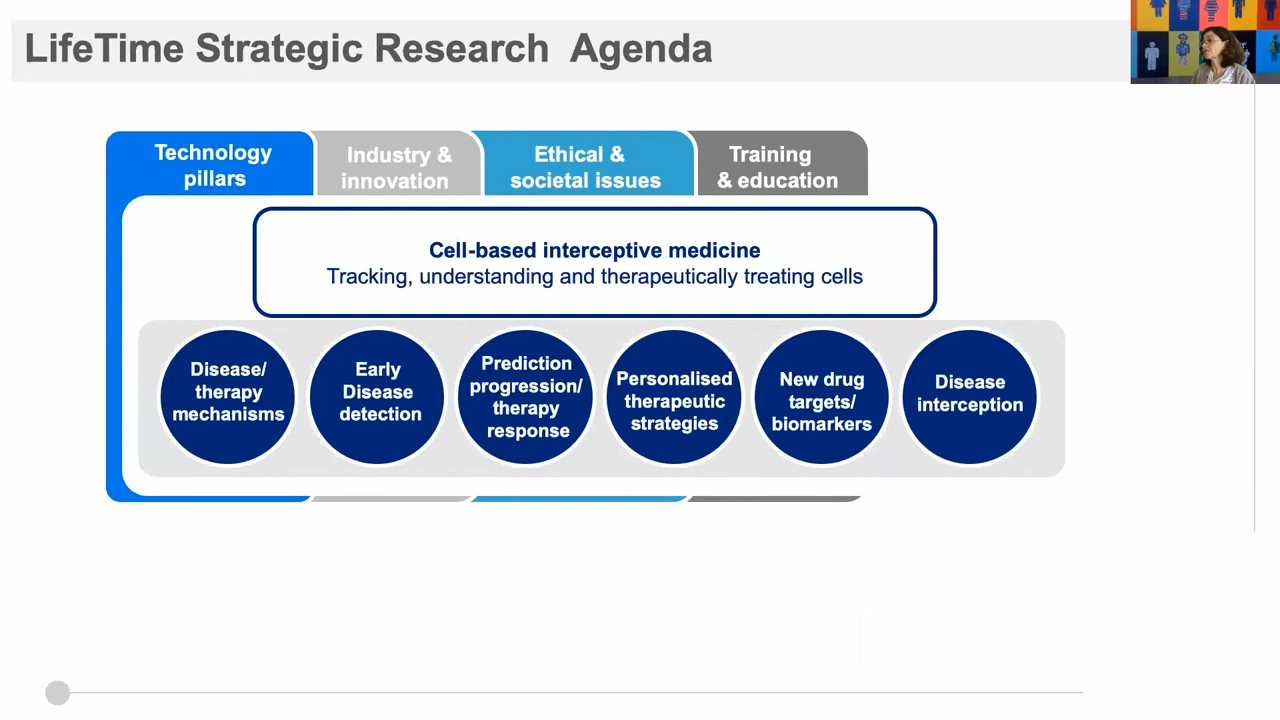 LifeTime Strategic Research Agenda
Technology
pillars
Industry &
innovation
Ethical &
societal issues
Training
& education
Cell-based interceptive medicine
Tracking, understanding and therapeutically treating cells
Disease/
therapy
mechanisms
Early
Disease
detection
Prediction
progression/
therapy
response
Personalised
therapeutic
strategies
New drug
targets/
biomarkers
Disease
interception